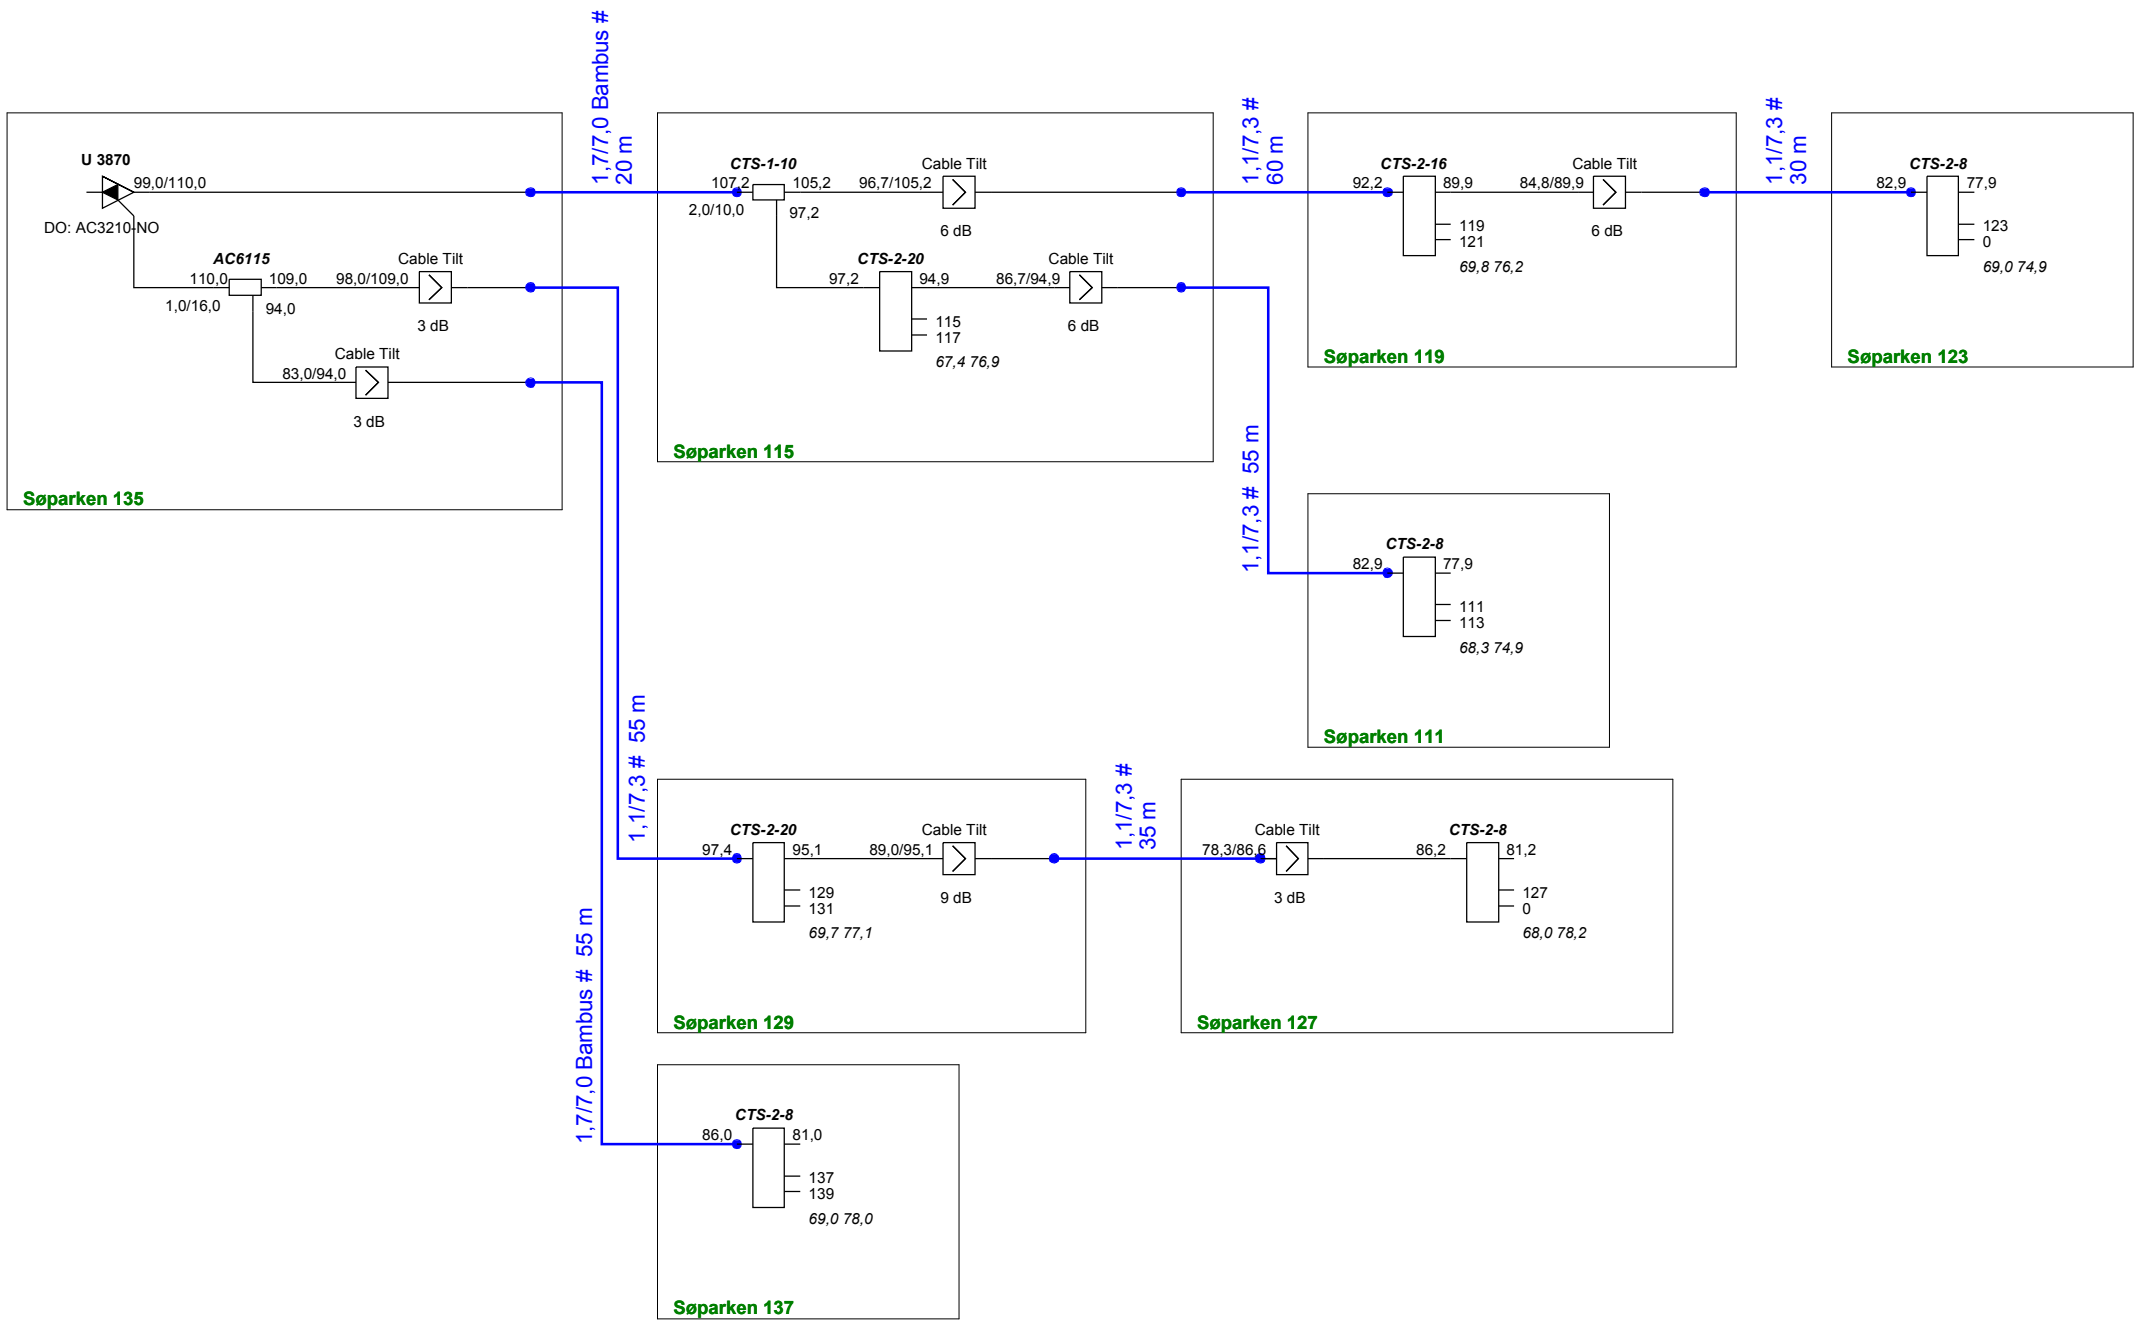 U 3870
99,0/110,0
DO: AC3210-NO
AC6115
110,0
109,0
1,0/16,0
94,0
98,0/109,0
Cable Tilt
3 dB
83,0/94,0
Cable Tilt
3 dB
Søparken 135
1,7/7,0 Bambus #
20 m
CTS-1-10
107,2
105,2
2,0/10,0
97,2
96,7/105,2
Cable Tilt
6 dB
CTS-2-20
97,2
94,9
115
117
67,4 76,9
86,7/94,9
Cable Tilt
6 dB
Søparken 115
1,1/7,3 #
60 m
CTS-2-16
92,2
89,9
119
121
69,8 76,2
84,8/89,9
Cable Tilt
6 dB
Søparken 119
1,1/7,3 #
30 m
CTS-2-8
82,9
77,9
123
0
69,0 74,9
Søparken 123
1,1/7,3 # 55 m
CTS-2-8
82,9
77,9
111
113
68,3 74,9
Søparken 111
1,1/7,3 # 55 m
CTS-2-20
97,4
95,1
129
131
69,7 77,1
89,0/95,1
Cable Tilt
9 dB
Søparken 129
1,1/7,3 #
35 m
78,3/86,6
Cable Tilt
3 dB
CTS-2-8
86,2
81,2
127
0
68,0 78,2
Søparken 127
1,7/7,0 Bambus # 55 m
CTS-2-8
86,0
81,0
137
139
69,0 78,0
Søparken 137